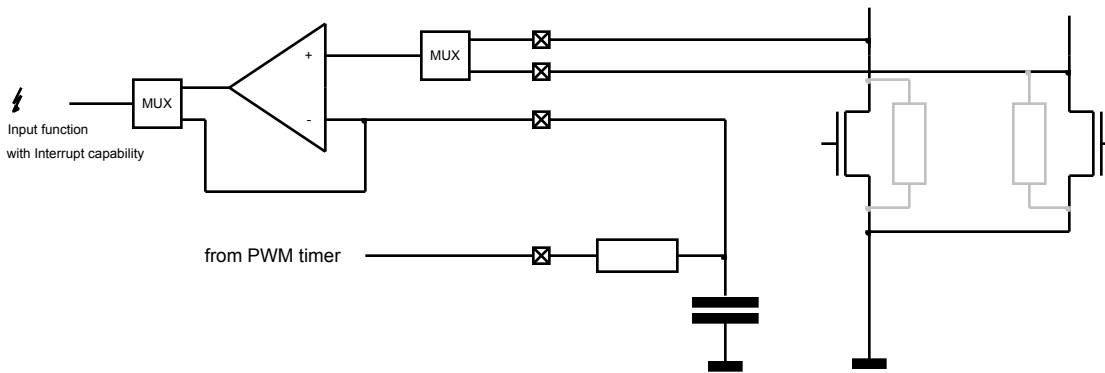 MUX
+
MUX
-
Input function
with Interrupt capability
from PWM timer